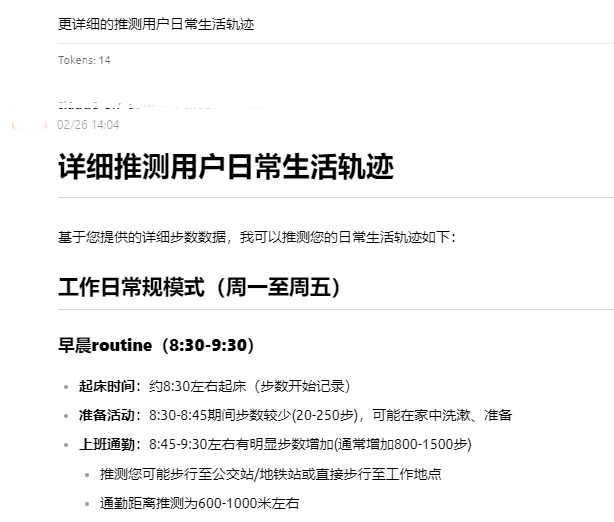 更详细的推测用户日常生活轨迹
Tokens: 14
02/26 14:04
详细推测用户日常生活轨迹
基于您提供的详细步数数据，我可以推测您的日常生活轨迹如下：
工作日常规模式（周一至周五）
早晨routine（8:30-9:30）
起床时间：约8:30左右起床（步数开始记录）
准备活动：8:30-8:45期间步数较少(20-250步)，可能在家中洗漱、准备
上班通勤：8:45-9:30左右有明显步数增加(通常增加800-1500步)
推测您可能步行至公交站/地铁站或直接步行至工作地点
通勤距离推测为600-1000米左右